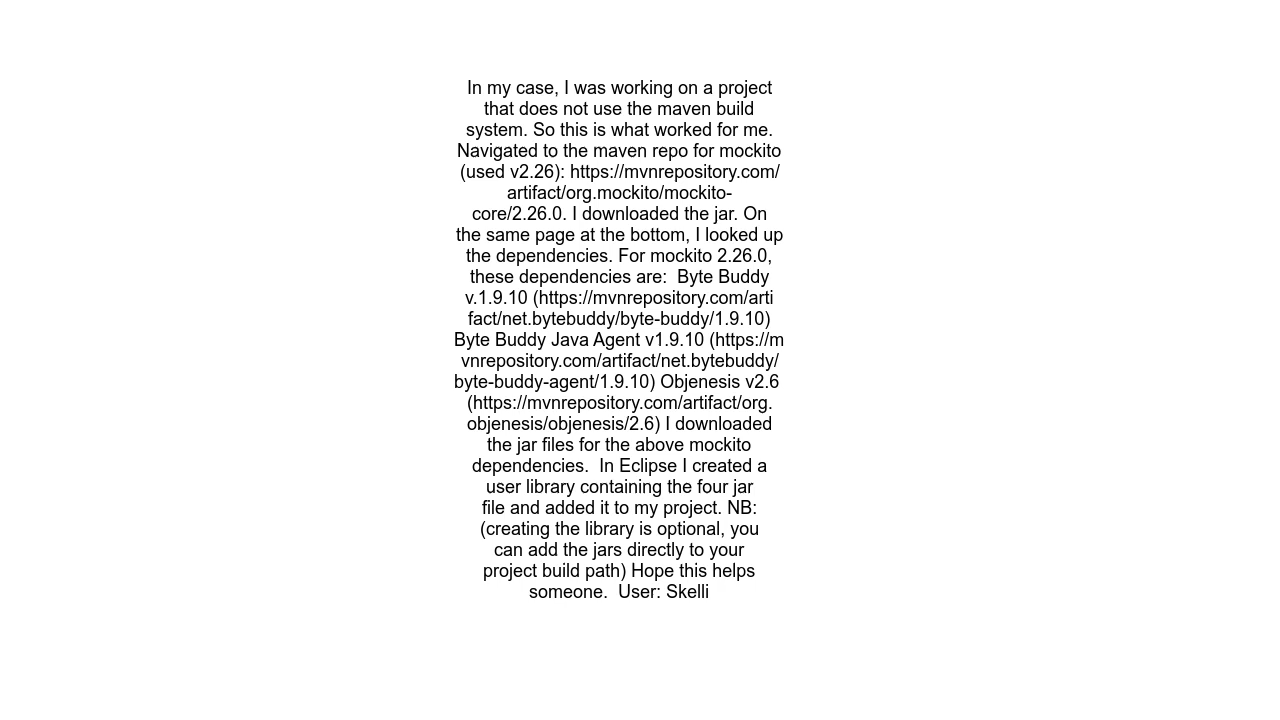 In my case, I was working on a project
that does not use the maven build
system. So this is what worked for me.
Navigated to the maven repo for mockito
(used v2.26): https://mvnrepository.com/
artifact/org.mockito/mockito-
core/2.26.0. I downloaded the jar. On
the same page at the bottom, I looked up
the dependencies. For mockito 2.26.0,
these dependencies are:  Byte Buddy
v.1.9.10 (https://mvnrepository.com/arti
fact/net.bytebuddy/byte-buddy/1.9.10)
Byte Buddy Java Agent v1.9.10 (https://m
vnrepository.com/artifact/net.bytebuddy/
byte-buddy-agent/1.9.10) Objenesis v2.6
(https://mvnrepository.com/artifact/org.
objenesis/objenesis/2.6) I downloaded
the jar files for the above mockito
dependencies.  In Eclipse I created a
user library containing the four jar
file and added it to my project. NB:
(creating the library is optional, you
can add the jars directly to your
project build path) Hope this helps
someone.  User: Skelli